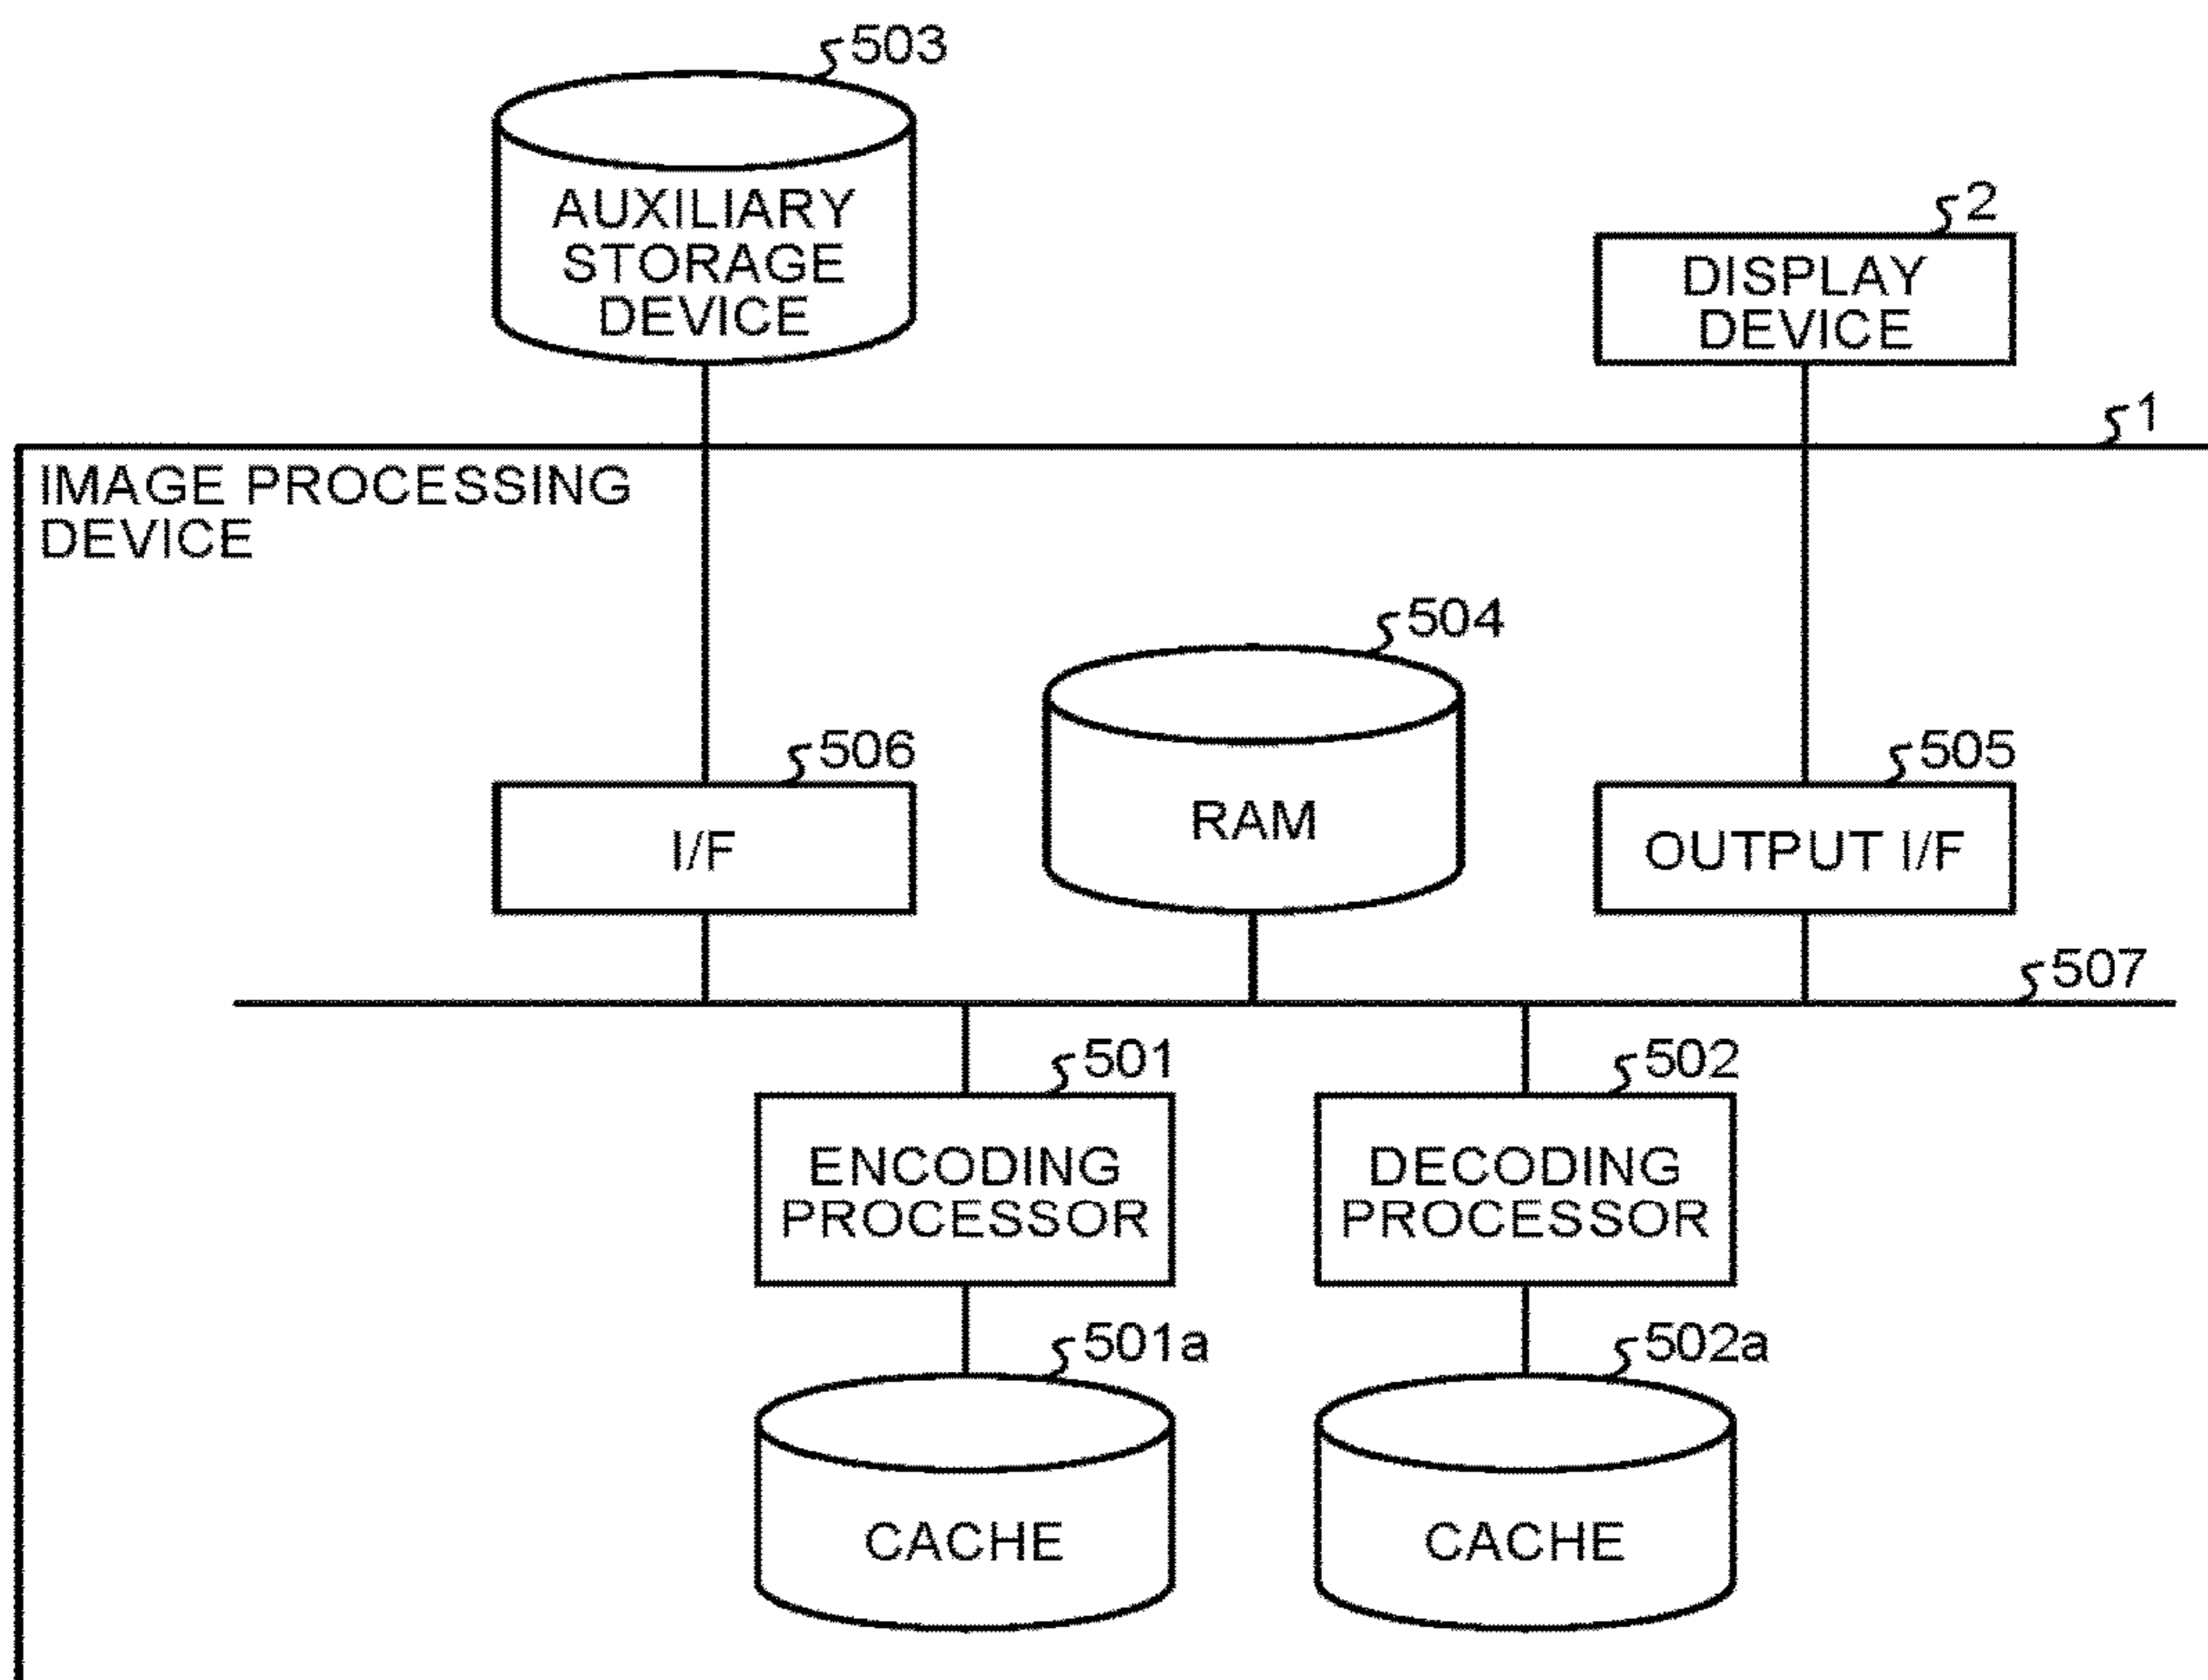 503
AUXILIARY
STORAGE
DEVICE
2
DISPLAY
DEVICE
1
IMAGE PROCESSING
DEVICE
504
RAM
506
I/F
505
OUTPUT I/F
507
501
ENCODING
PROCESSOR
502
DECODING
PROCESSOR
501a
CACHE
502a
CACHE